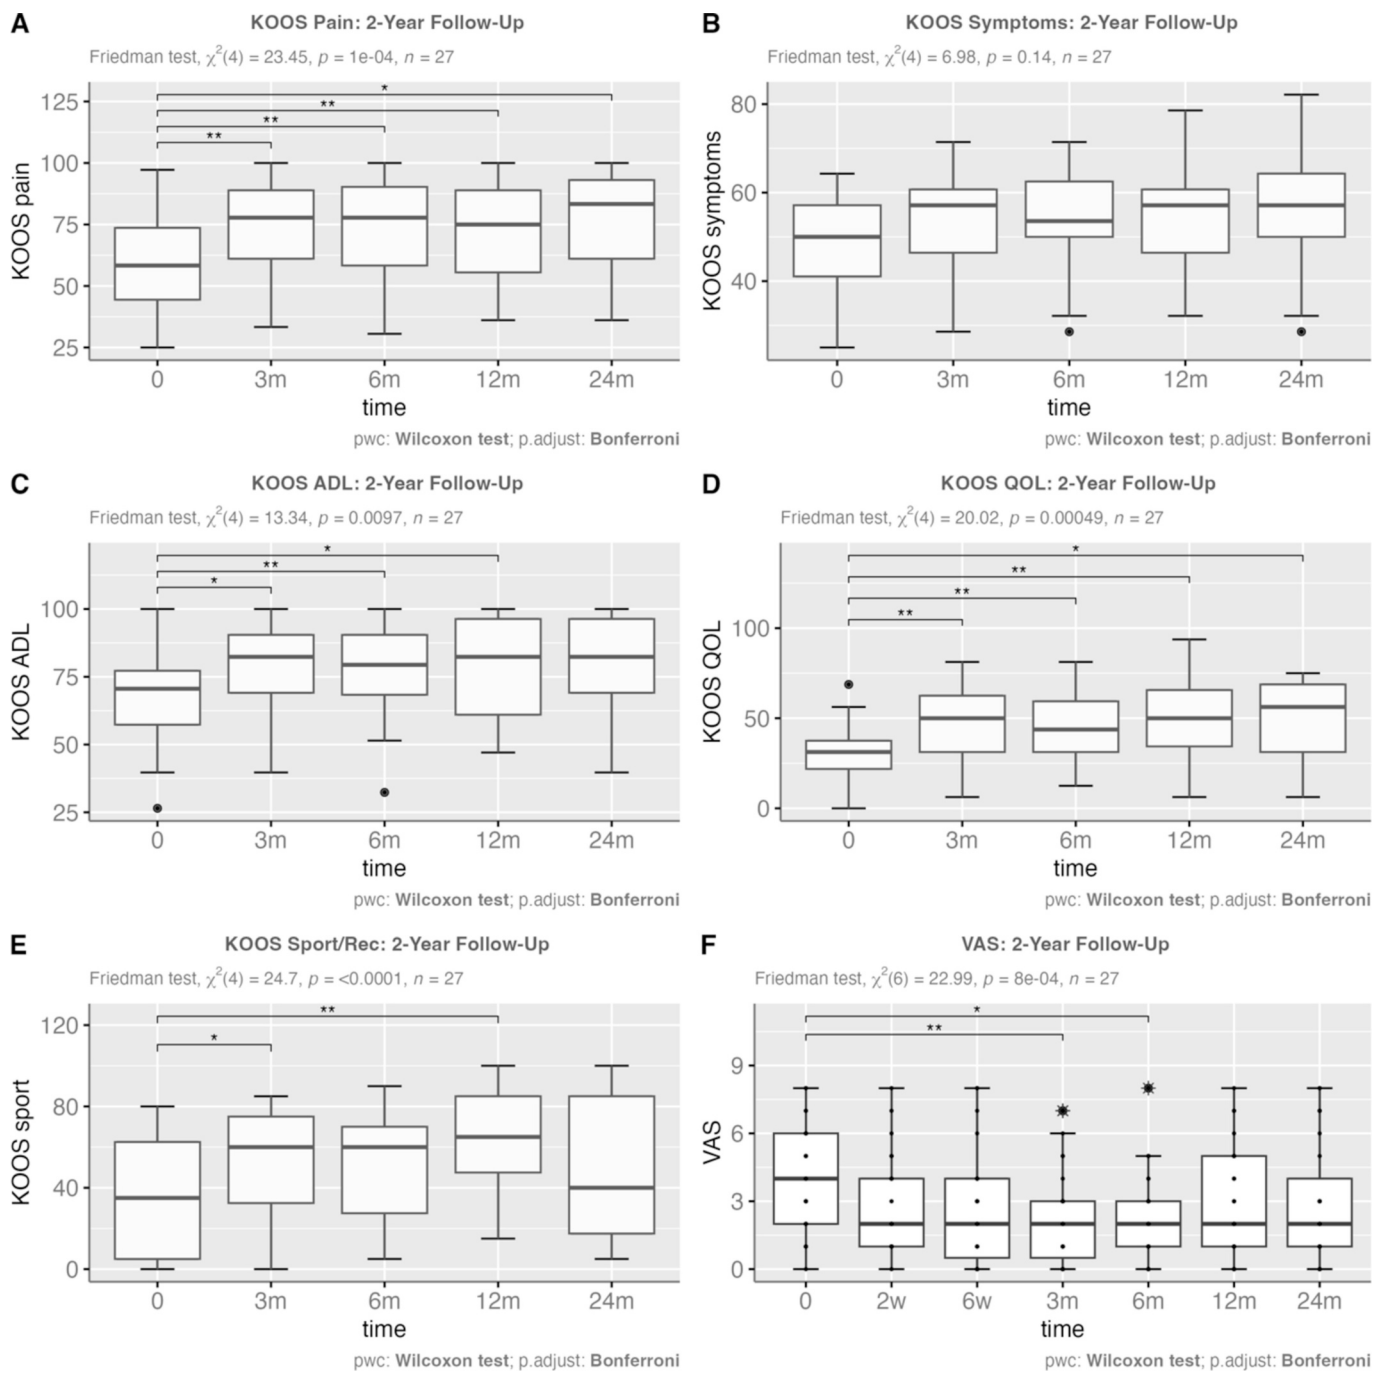 A
KOOS Pain: 2-Year Follow-Up
Friedman test, χ²(4) = 23.45, p = 1e-04, n = 27
*
**
**
**
125
100
75
50
25
KOOS pain
0 3m 6m 12m 24m
time
pwc: Wilcoxon test; p.adjust: Bonferroni
B
KOOS Symptoms: 2-Year Follow-Up
Friedman test, χ²(4) = 6.98, p = 0.14, n = 27
80
60
40
KOOS symptoms
0 3m 6m 12m 24m
time
pwc: Wilcoxon test; p.adjust: Bonferroni
C
KOOS ADL: 2-Year Follow-Up
Friedman test, χ²(4) = 13.34, p = 0.0097, n = 27
*
**
*
100
75
50
25
KOOS ADL
0 3m 6m 12m 24m
time
pwc: Wilcoxon test; p.adjust: Bonferroni
D
KOOS QOL: 2-Year Follow-Up
Friedman test, χ²(4) = 20.02, p = 0.00049, n = 27
*
**
**
**
100
50
0
KOOS QOL
0 3m 6m 12m 24m
time
pwc: Wilcoxon test; p.adjust: Bonferroni
E
KOOS Sport/Rec: 2-Year Follow-Up
Friedman test, χ²(4) = 24.7, p = <0.0001, n = 27
**
*
120
80
40
0
KOOS sport
0 3m 6m 12m 24m
time
pwc: Wilcoxon test; p.adjust: Bonferroni
F
VAS: 2-Year Follow-Up
Friedman test, χ²(6) = 22.99, p = 8e-04, n = 27
*
**
9
6
3
0
VAS
0 2w 6w 3m 6m 12m 24m
time
pwc: Wilcoxon test; p.adjust: Bonferroni